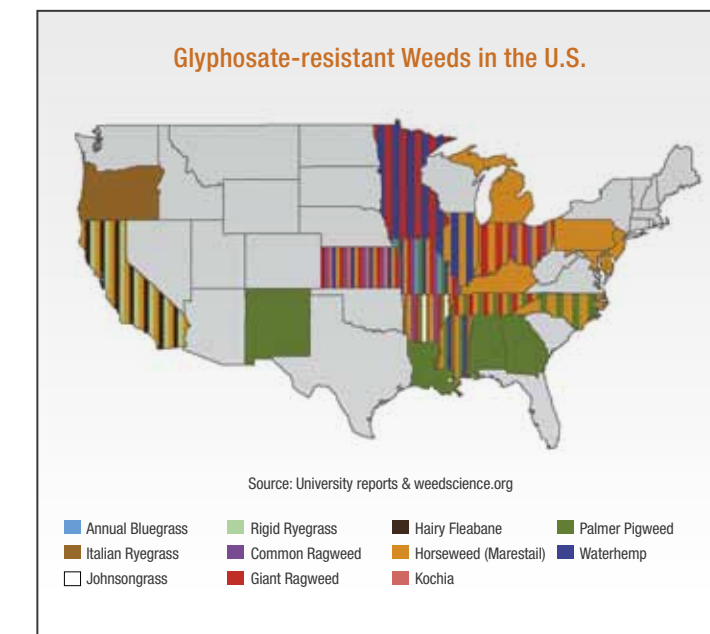 Glyphosate-resistant Weeds in the U.S.
Source: University reports & weedscience.org
Annual Bluegrass
Rigid Ryegrass
Hairy Fleabane
Palmer Pigweed
Italian Ryegrass
Common Ragweed
Horseweed (Marestail)
Waterhemp
Johnsongrass
Giant Ragweed
Kochia